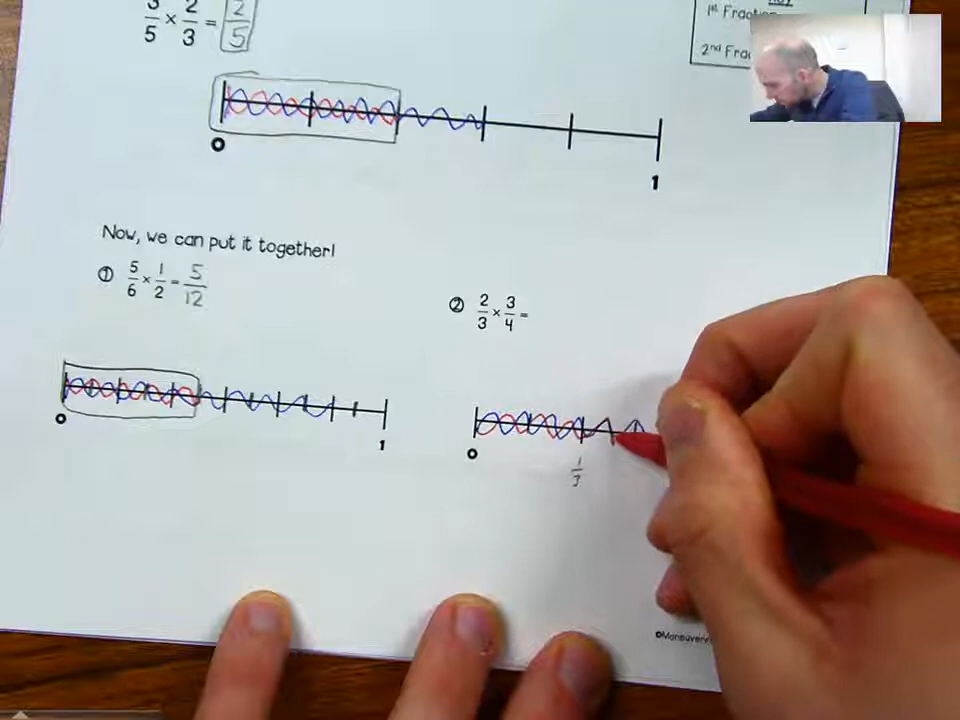 3/5 × 2/3 = 2/5
1st Fraction
2nd
0
1
Now, we can put it together!
① 5/6 × 1/2 = 5/12
② 2/3 × 3/4 =
0
1
0
1/3